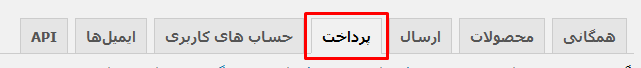 همگانی محصولات ارسال پرداخت حساب های کاربری ایمیل‌ها API